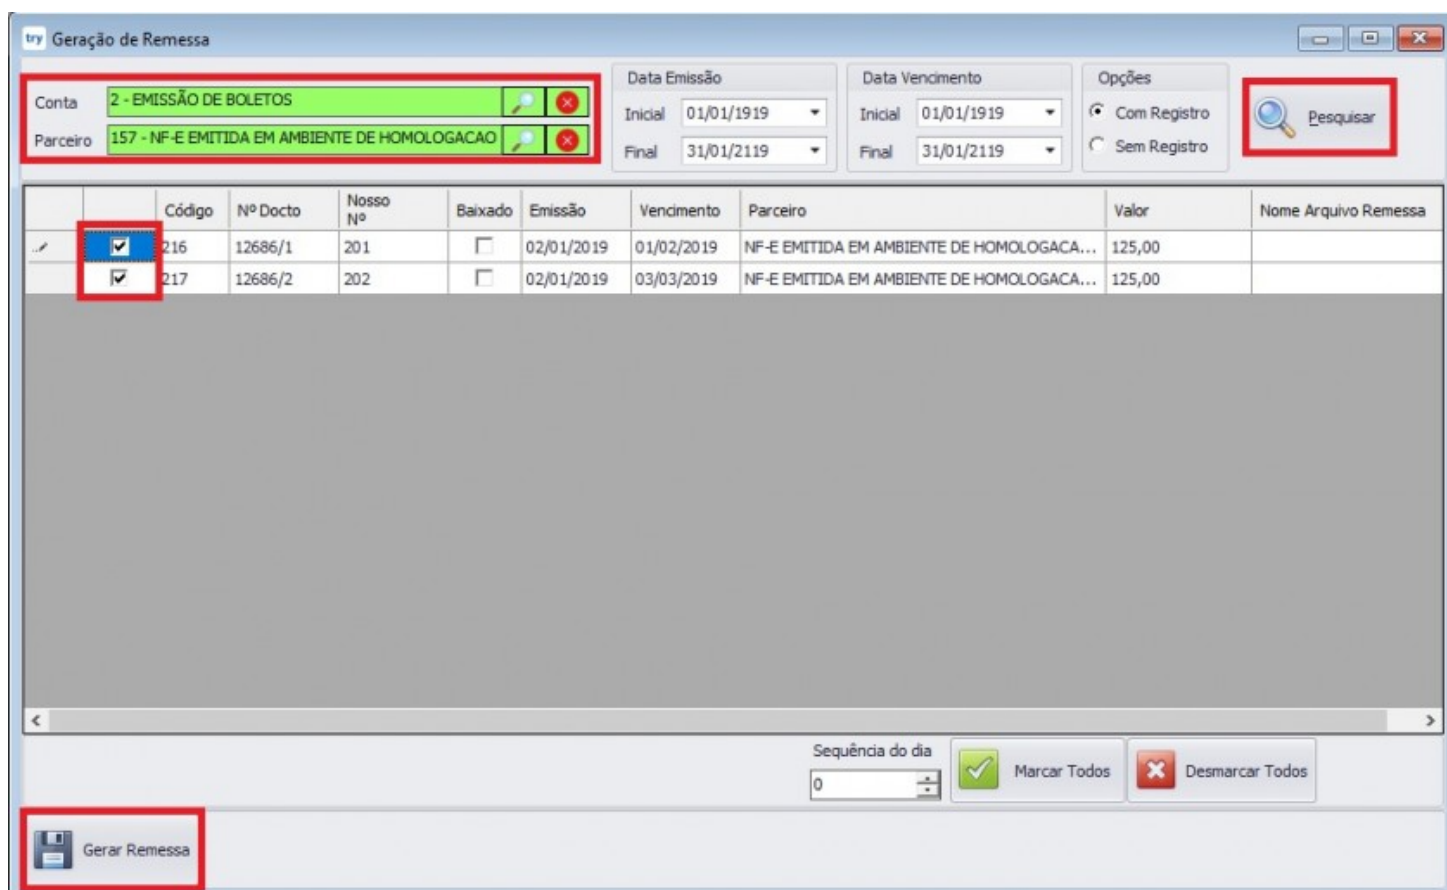 try Geração de Remessa
Conta 2 - EMISSÃO DE BOLETOS
Parceiro 157 - NF-E EMITIDA EM AMBIENTE DE HOMOLOGACAO
Data Emissão
Inicial 01/01/1919
Final 31/01/2119
Data Vencimento
Inicial 01/01/1919
Final 31/01/2119
Opções
Com Registro
Sem Registro
Pesquisar
Código Nº Docto Nosso Nº Baixado Emissão Vencimento Parceiro Valor Nome Arquivo Remessa
216 12686/1 201 02/01/2019 01/02/2019 NF-E EMITIDA EM AMBIENTE DE HOMOLOGACA... 125,00
217 12686/2 202 02/01/2019 03/03/2019 NF-E EMITIDA EM AMBIENTE DE HOMOLOGACA... 125,00
Sequência do dia
0
Marcar Todos
Desmarcar Todos
Gerar Remessa